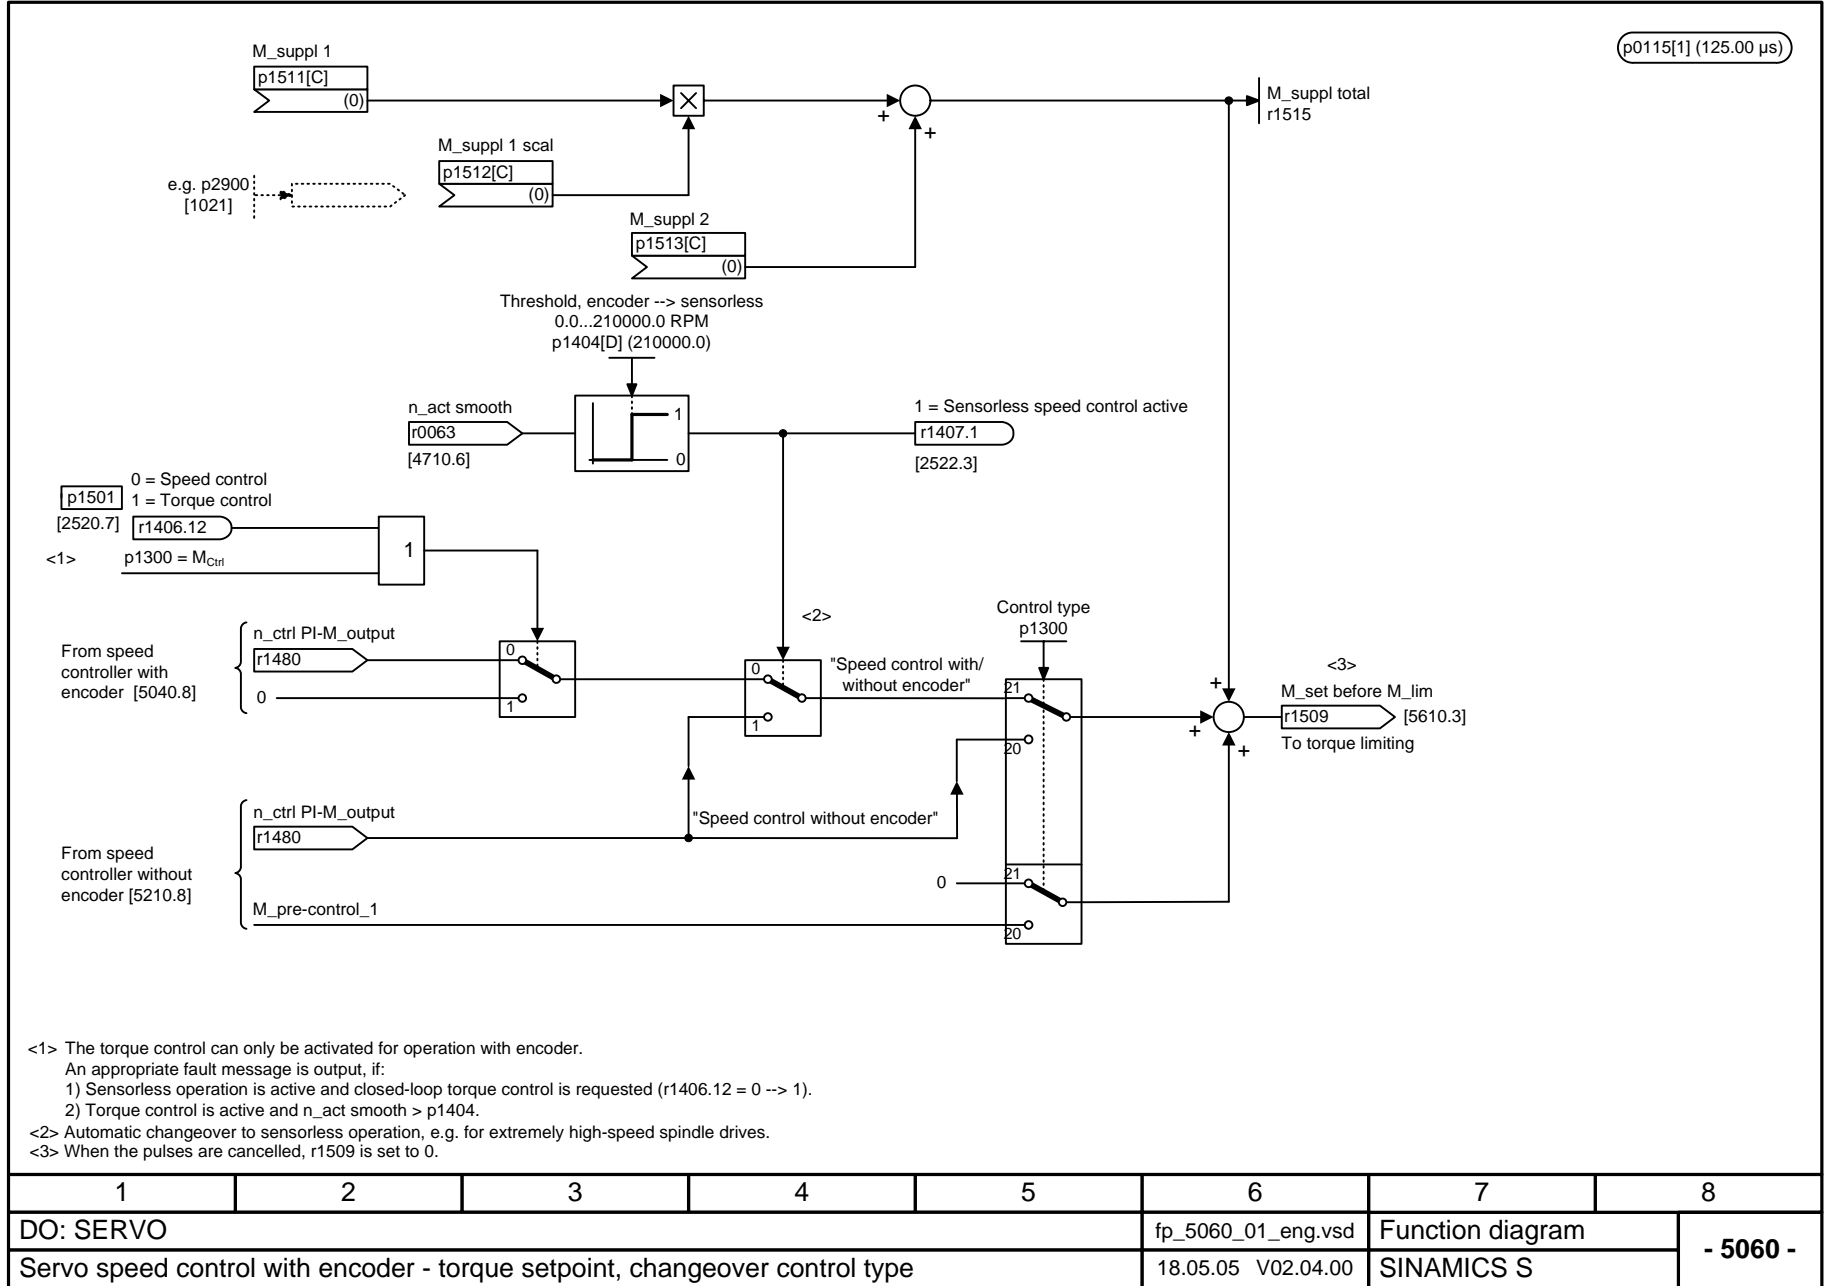 p0115[1] (125.00 µs)
M_suppl 1
p1511[C]
(0)
M_suppl total
r1515
M_suppl 1 scal
p1512[C]
(0)
e.g. p2900
[1021]
M_suppl 2
p1513[C]
(0)
+
+
Threshold, encoder --> sensorless
0.0...210000.0 RPM
p1404[D] (210000.0)
n_act smooth
r0063
[4710.6]
1
0
1 = Sensorless speed control active
r1407.1
[2522.3]
0 = Speed control
1 = Torque control
p1501
[2520.7]
r1406.12
<1>
p1300 = MCtrl
1
<2>
Control type
p1300
From speed
controller with
encoder [5040.8]
n_ctrl PI-M_output
r1480
0
0
1
0
1
"Speed control with/
without encoder"
21
20
+
+
+
<3>
M_set before M_lim
r1509
[5610.3]
To torque limiting
From speed
controller without
encoder [5210.8]
n_ctrl PI-M_output
r1480
"Speed control without encoder"
0
21
20
M_pre-control_1
<1> The torque control can only be activated for operation with encoder.
An appropriate fault message is output, if:
1) Sensorless operation is active and closed-loop torque control is requested (r1406.12 = 0 --> 1).
2) Torque control is active and n_act smooth > p1404.
<2> Automatic changeover to sensorless operation, e.g. for extremely high-speed spindle drives.
<3> When the pulses are cancelled, r1509 is set to 0.
1 2 3 4 5 6 7 8
DO: SERVO
fp_5060_01_eng.vsd
Function diagram
- 5060 -
Servo speed control with encoder - torque setpoint, changeover control type
18.05.05 V02.04.00
SINAMICS S